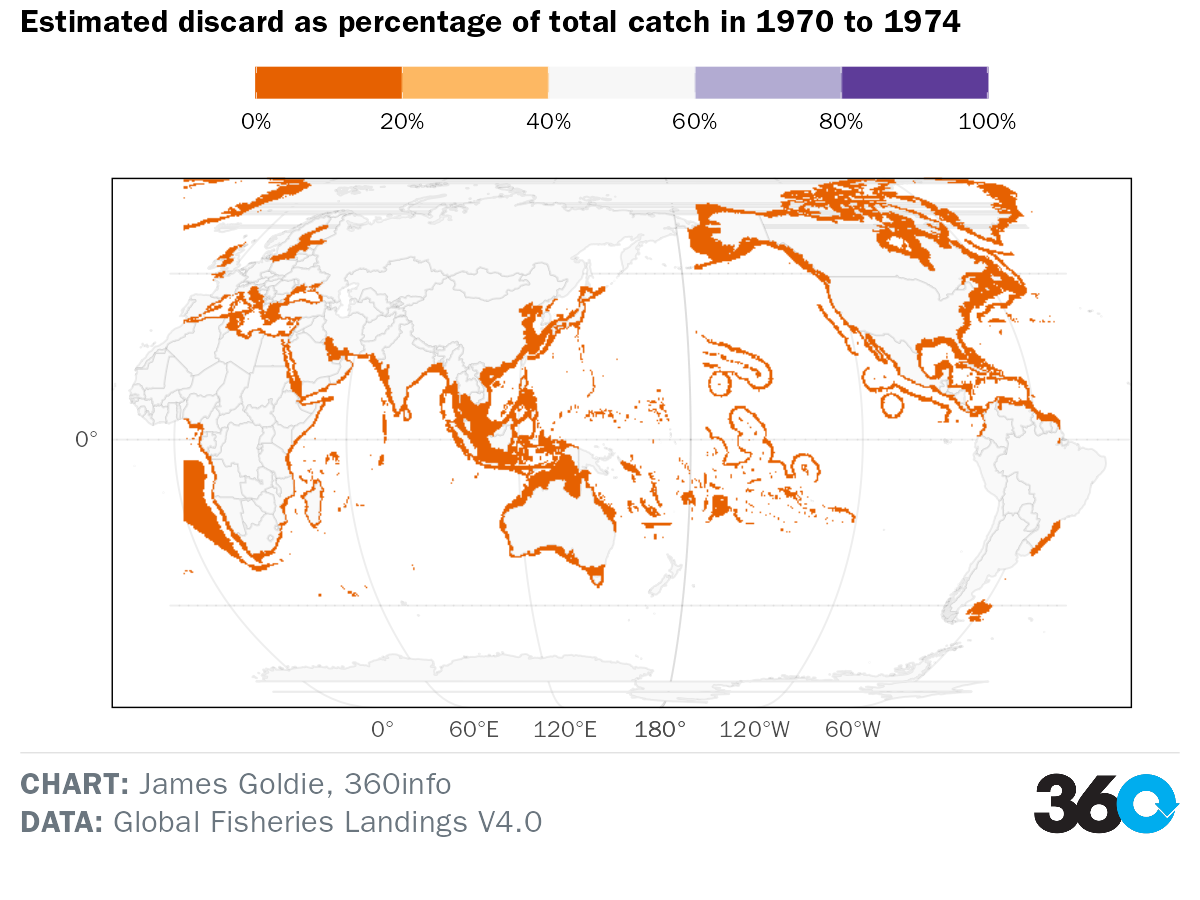 Estimated discard as percentage of total catch in 1970 to 1974
0% 20% 40% 60% 80% 100%
0°
0° 60°E 120°E 180° 120°W 60°W
CHART: James Goldie, 360info
DATA: Global Fisheries Landings V4.0
360